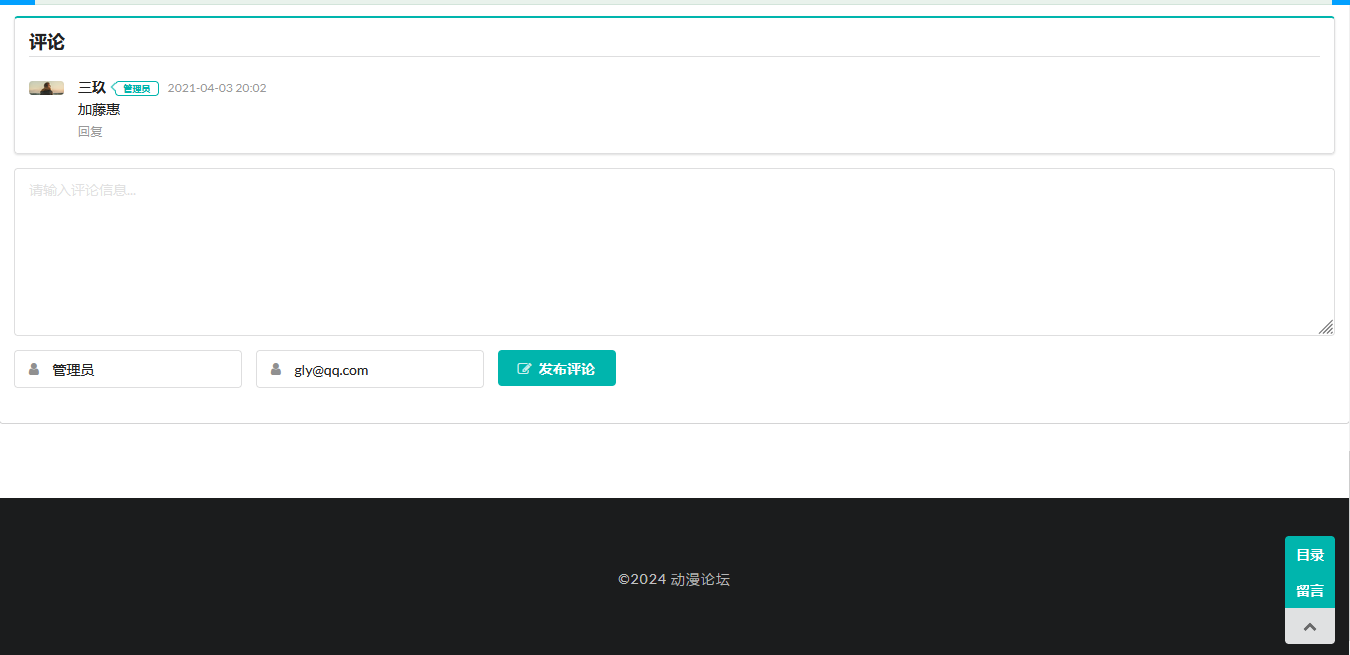 评论
三玖 管理员 2021-04-03 20:02
加藤惠
回复
请输入评论信息...
管理员 gly@qq.com 发布评论
©2024 动漫论坛
目录
留言